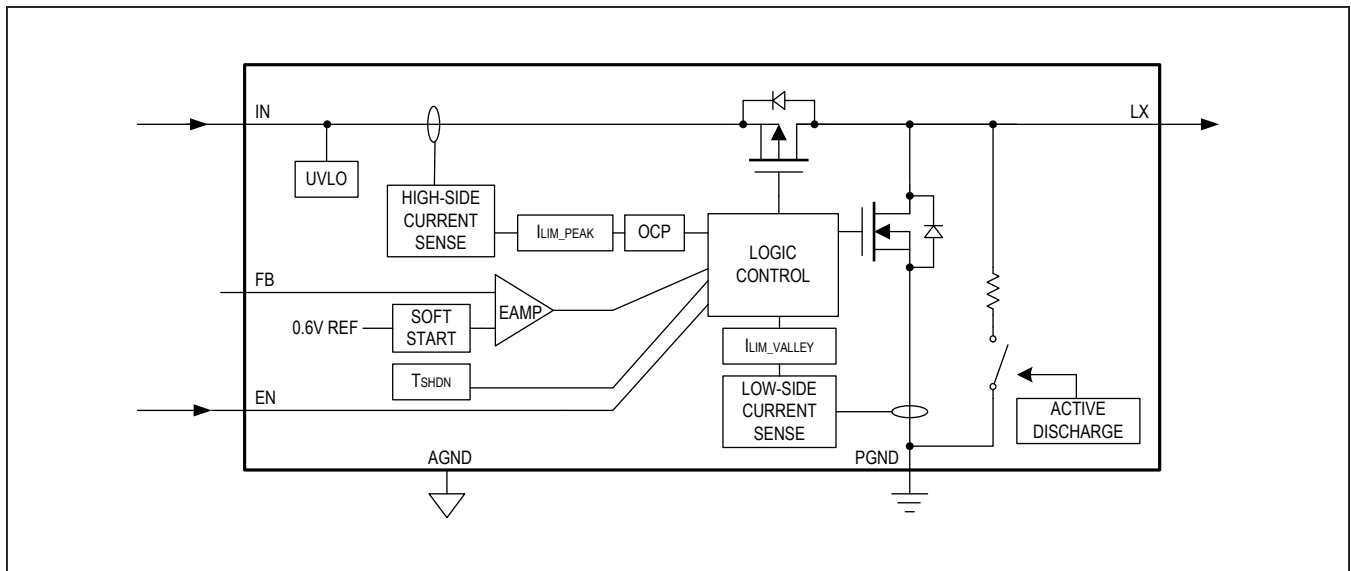 IN
LX
UVLO
HIGH-SIDE
CURRENT
SENSE
ILIM_PEAK
OCP
LOGIC
CONTROL
FB
EAMP
0.6V REF
SOFT
START
ILIM_VALLEY
TSHDN
EN
LOW-SIDE
CURRENT
SENSE
ACTIVE
DISCHARGE
AGND
PGND